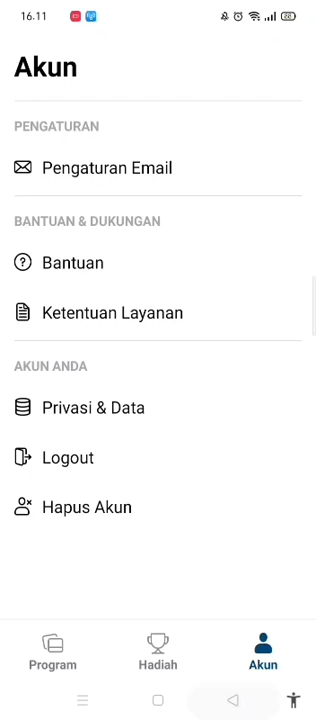 16.11
Akun
PENGATURAN
Pengaturan Email
BANTUAN & DUKUNGAN
Bantuan
Ketentuan Layanan
AKUN ANDA
Privasi & Data
Logout
Hapus Akun
Program
Hadiah
Akun